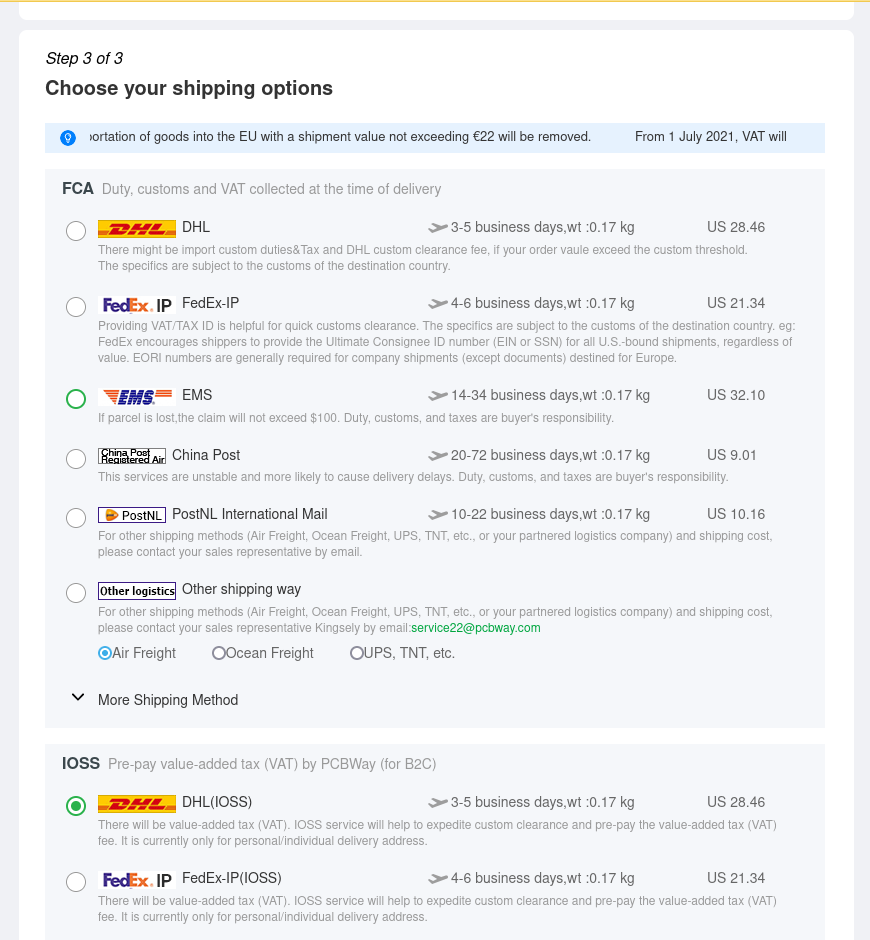 Step 3 of 3
Choose your shipping options
portation of goods into the EU with a shipment value not exceeding €22 will be removed. From 1 July 2021, VAT will
FCA Duty, customs and VAT collected at the time of delivery
DHL DHL 3-5 business days,wt :0.17 kg US 28.46
There might be import custom duties&Tax and DHL custom clearance fee, if your order vaule exceed the custom threshold.
The specifics are subject to the customs of the destination country.
FedEx IP FedEx-IP 4-6 business days,wt :0.17 kg US 21.34
Providing VAT/TAX ID is helpful for quick customs clearance. The specifics are subject to the customs of the destination country. eg:
FedEx encourages shippers to provide the Ultimate Consignee ID number (EIN or SSN) for all U.S.-bound shipments, regardless of
value. EORI numbers are generally required for company shipments (except documents) destined for Europe.
EMS EMS 14-34 business days,wt :0.17 kg US 32.10
If parcel is lost,the claim will not exceed $100. Duty, customs, and taxes are buyer's responsibility.
China Post
Registered Air China Post 20-72 business days,wt :0.17 kg US 9.01
This services are unstable and more likely to cause delivery delays. Duty, customs, and taxes are buyer's responsibility.
PostNL PostNL International Mail 10-22 business days,wt :0.17 kg US 10.16
For other shipping methods (Air Freight, Ocean Freight, UPS, TNT, etc., or your partnered logistics company) and shipping cost,
please contact your sales representative by email.
Other logistics Other shipping way
For other shipping methods (Air Freight, Ocean Freight, UPS, TNT, etc., or your partnered logistics company) and shipping cost,
please contact your sales representative Kingsely by email:service22@pcbway.com
Air Freight Ocean Freight UPS, TNT, etc.
More Shipping Method
IOSS Pre-pay value-added tax (VAT) by PCBWay (for B2C)
DHL DHL(IOSS) 3-5 business days,wt :0.17 kg US 28.46
There will be value-added tax (VAT). IOSS service will help to expedite custom clearance and pre-pay the value-added tax (VAT)
fee. It is currently only for personal/individual delivery address.
FedEx IP FedEx-IP(IOSS) 4-6 business days,wt :0.17 kg US 21.34
There will be value-added tax (VAT). IOSS service will help to expedite custom clearance and pre-pay the value-added tax (VAT)
fee. It is currently only for personal/individual delivery address.